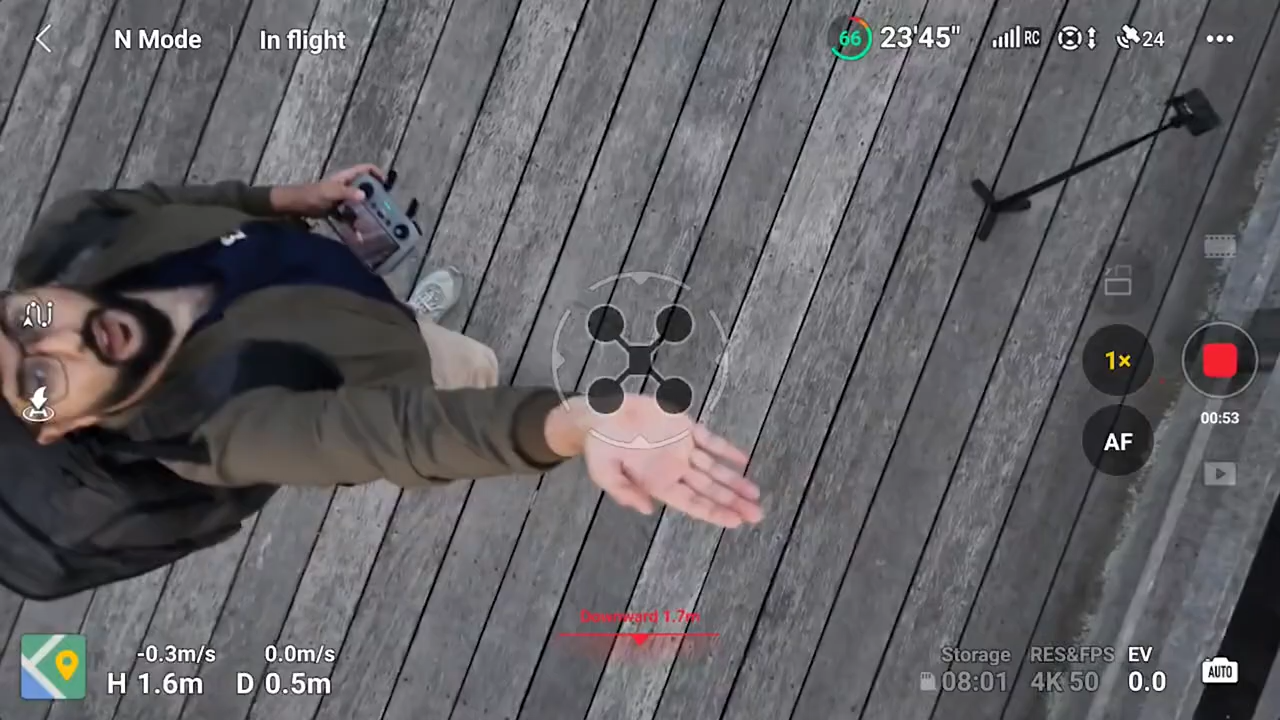 N Mode
In flight
66
23'45"
RC
24
1×
00:53
AF
Downward 1.7m
-0.3m/s
0.0m/s
H 1.6m
D 0.5m
Storage
RES&FPS
EV
08:01
4K 50
0.0
AUTO